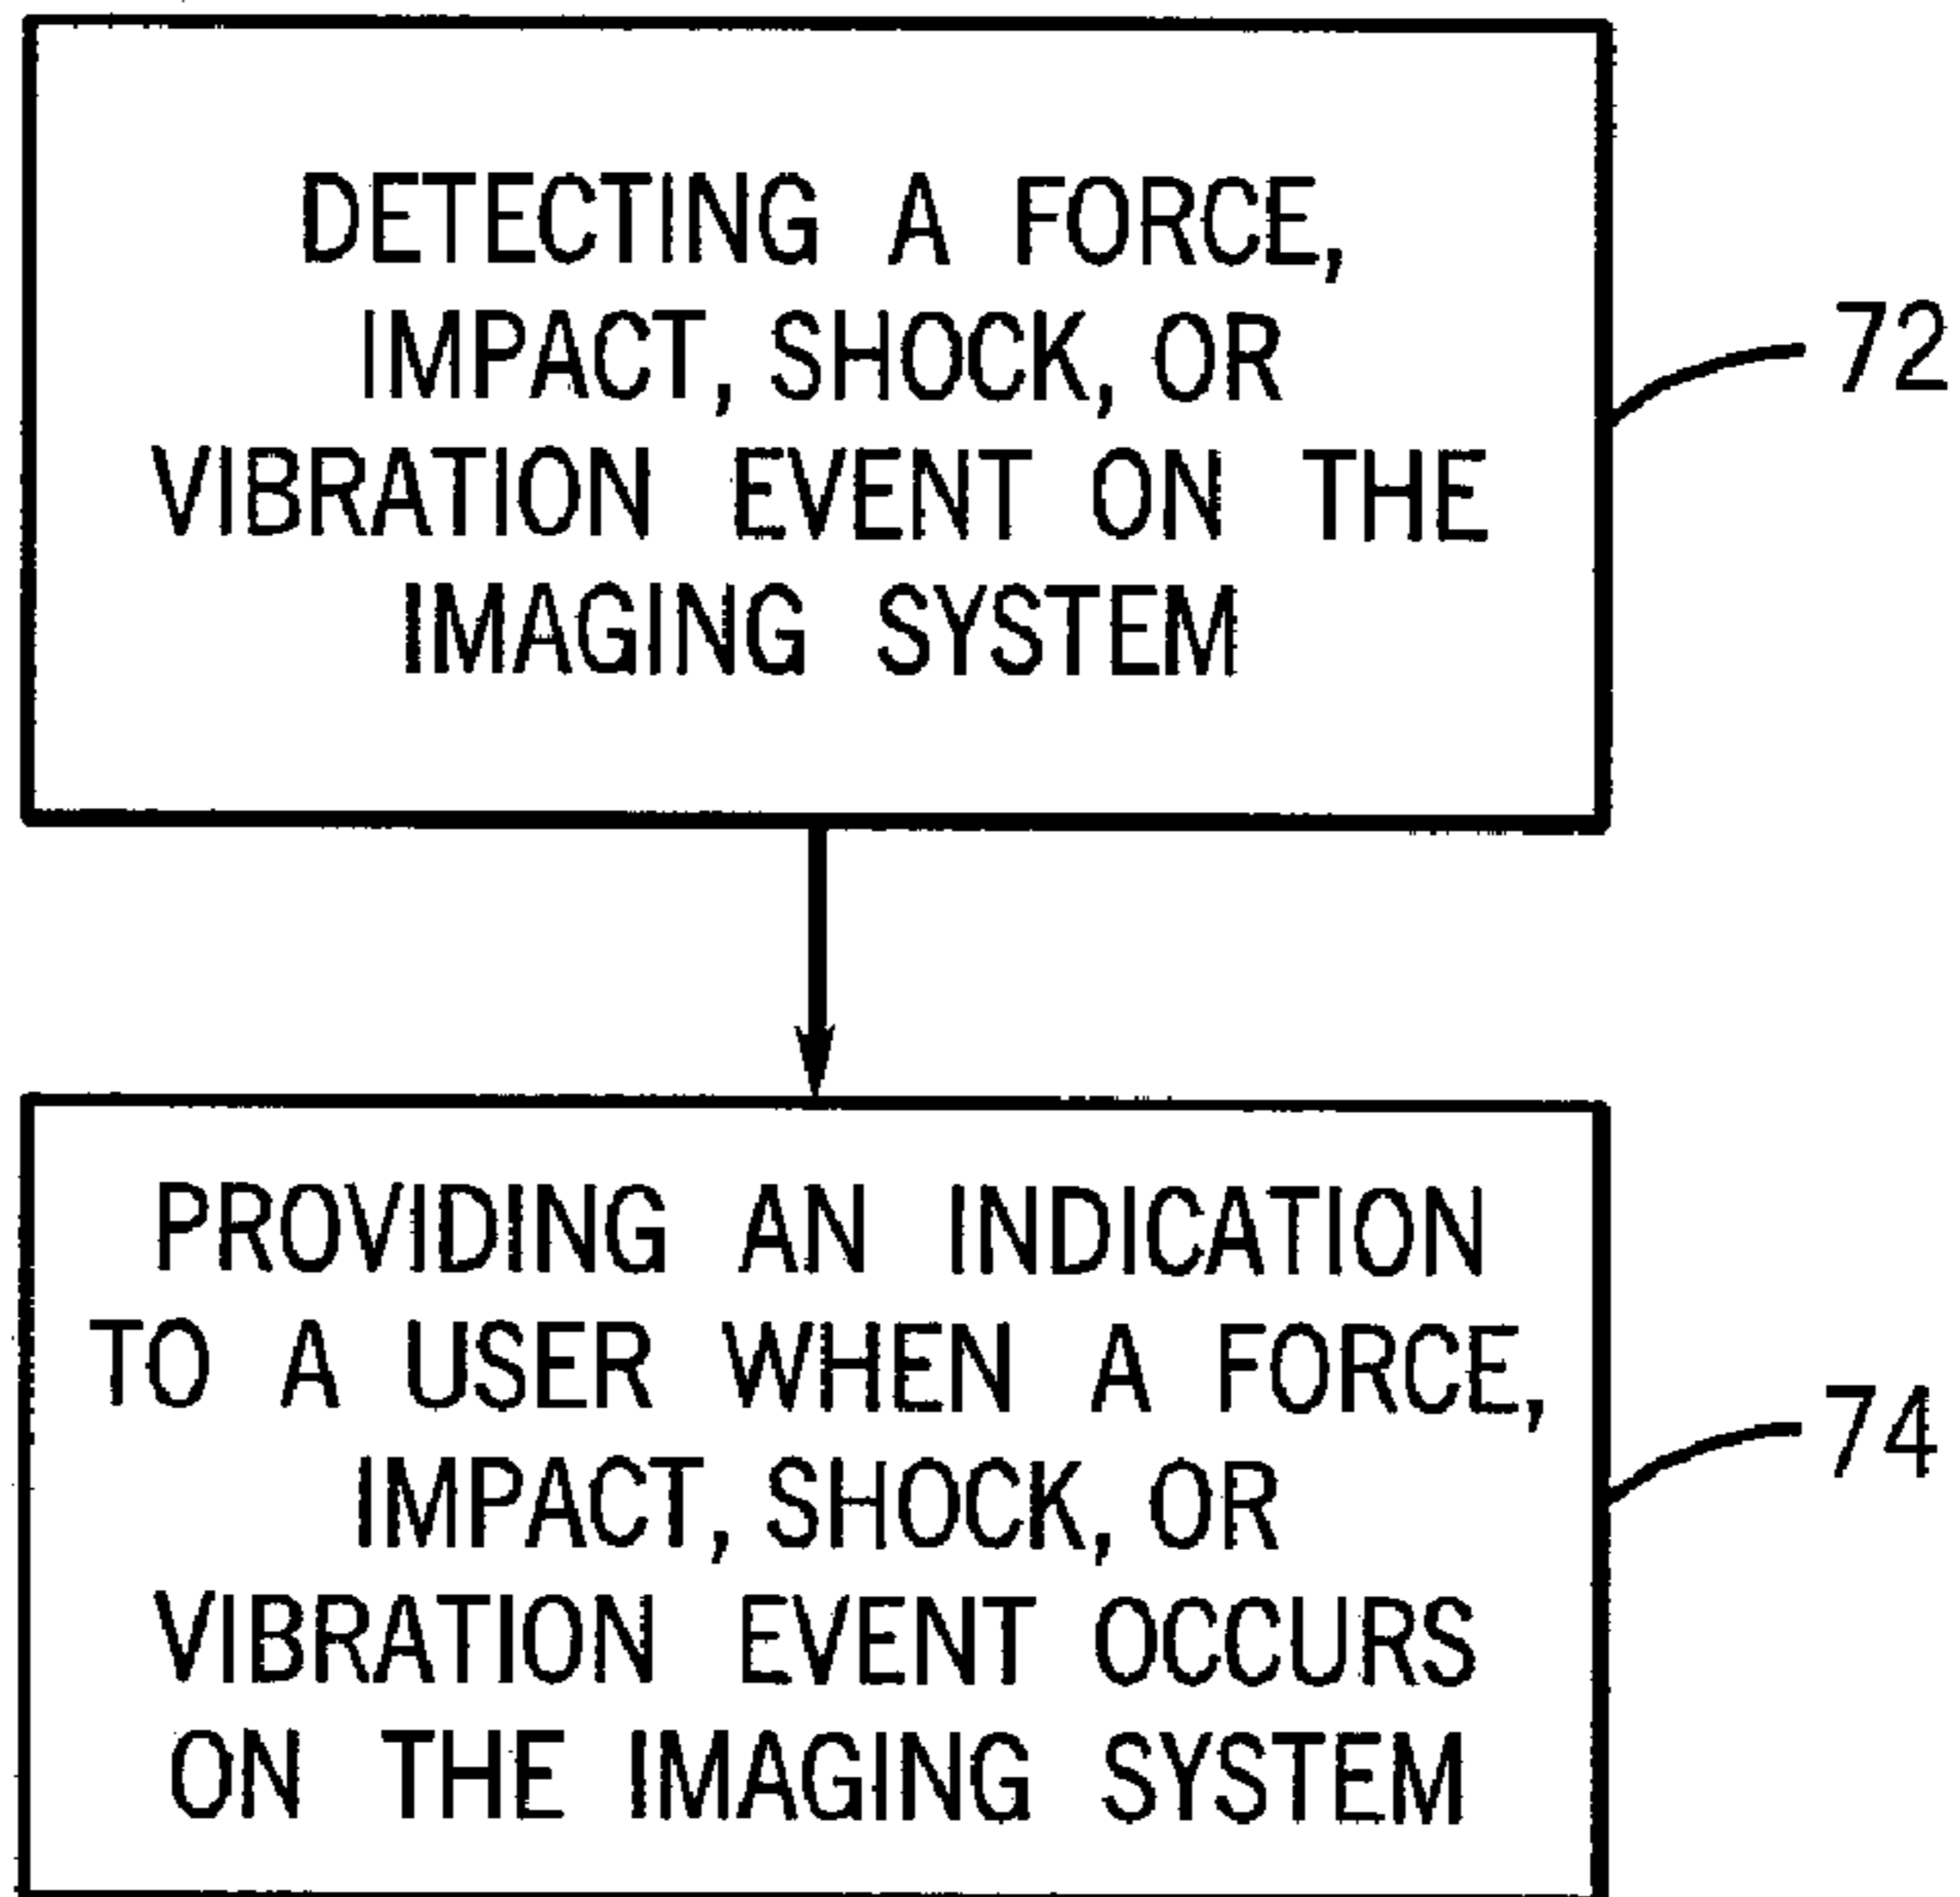 DETECTING A FORCE,
IMPACT, SHOCK, OR
VIBRATION EVENT ON THE
IMAGING SYSTEM
72
PROVIDING AN INDICATION
TO A USER WHEN A FORCE,
IMPACT, SHOCK, OR
VIBRATION EVENT OCCURS
ON THE IMAGING SYSTEM
74